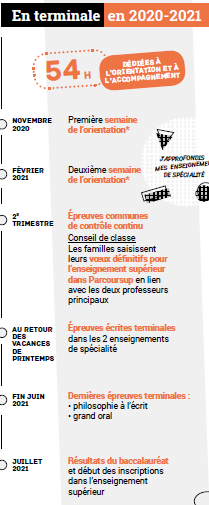 En terminale en 2020-2021
54 H
DÉDIÉES À
L'ORIENTATION ET À
L'ACCOMPAGNEMENT
NOVEMBRE
2020
Première semaine
de l'orientation*
J'APPROFONDIS
MES ENSEIGNEMENTS
DE SPÉCIALITÉ
FÉVRIER
2021
Deuxième semaine
de l'orientation*
2E
TRIMESTRE
Épreuves communes
de contrôle continu
Conseil de classe
Les familles saisissent
leurs vœux définitifs pour
l'enseignement supérieur
dans Parcoursup en lien
avec les deux professeurs
principaux
AU RETOUR
DES
VACANCES
DE
PRINTEMPS
Épreuves écrites terminales
dans les 2 enseignements
de spécialité
FIN JUIN
2021
Dernières épreuves terminales :
• philosophie à l'écrit
• grand oral
JUILLET
2021
Résultats du baccalauréat
et début des inscriptions
dans l'enseignement
supérieur